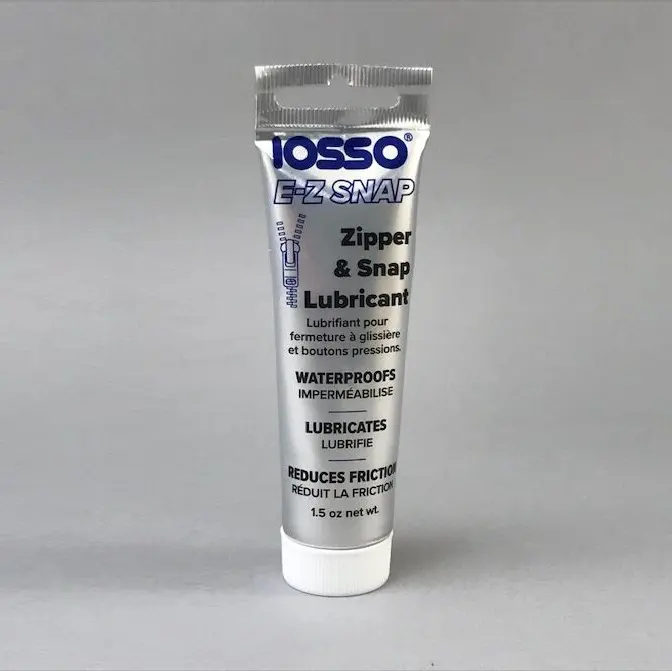 IOSSO®
E-Z SNAP
Zipper
& Snap
Lubricant
Lubrifiant pour
fermeture à glissière
et boutons pressions.
WATERPROOFS
IMPERMÉABILISE
LUBRICATES
LUBRIFIE
REDUCES FRICTION
RÉDUIT LA FRICTION
1.5 oz net wt.